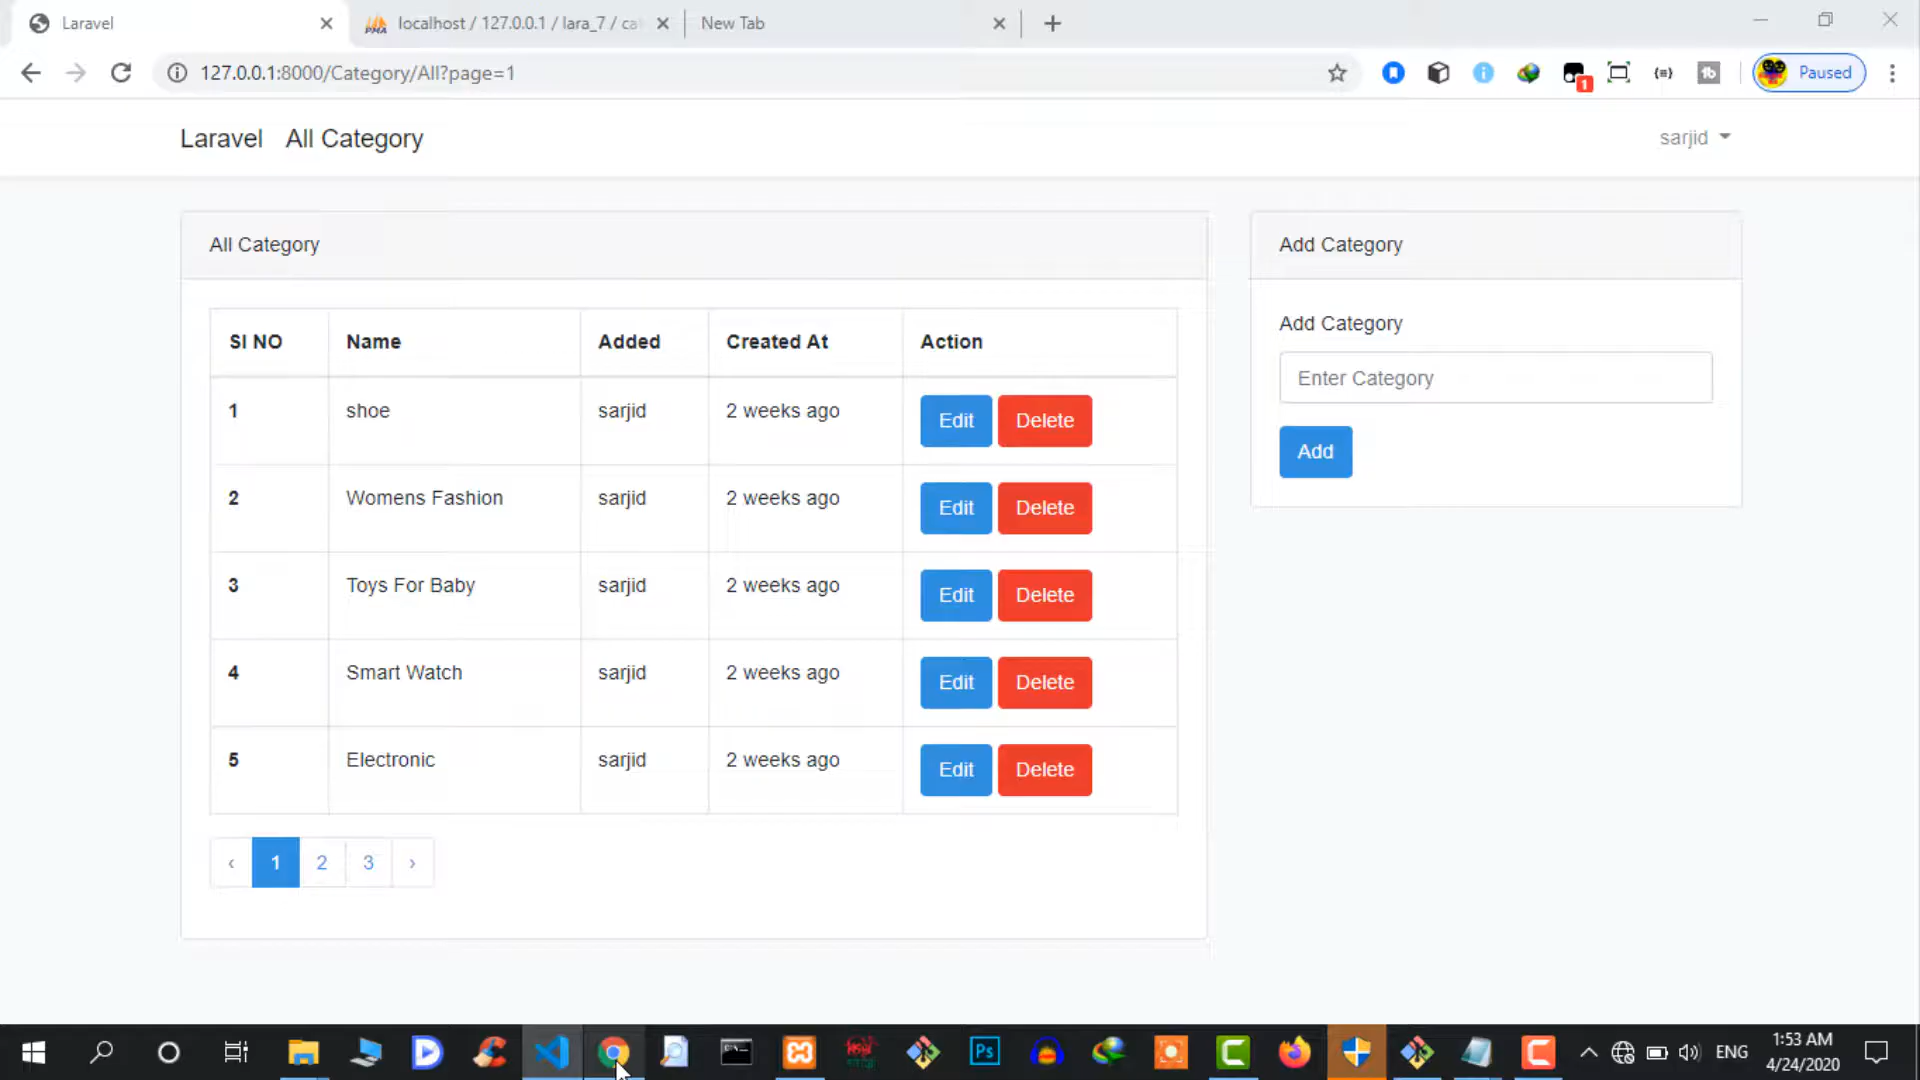 Laravel
localhost / 127.0.0.1 / lara_7 / ca
New Tab
127.0.0.1:8000/Category/All?page=1
1
Paused
Laravel All Category
sarjid
All Category
Add Category
SI NO Name Added Created At Action
1 shoe sarjid 2 weeks ago Edit Delete
2 Womens Fashion sarjid 2 weeks ago Edit Delete
3 Toys For Baby sarjid 2 weeks ago Edit Delete
4 Smart Watch sarjid 2 weeks ago Edit Delete
5 Electronic sarjid 2 weeks ago Edit Delete
‹ 1 2 3 ›
Add Category
Enter Category
Add
Ps
ENG
1:53 AM
4/24/2020